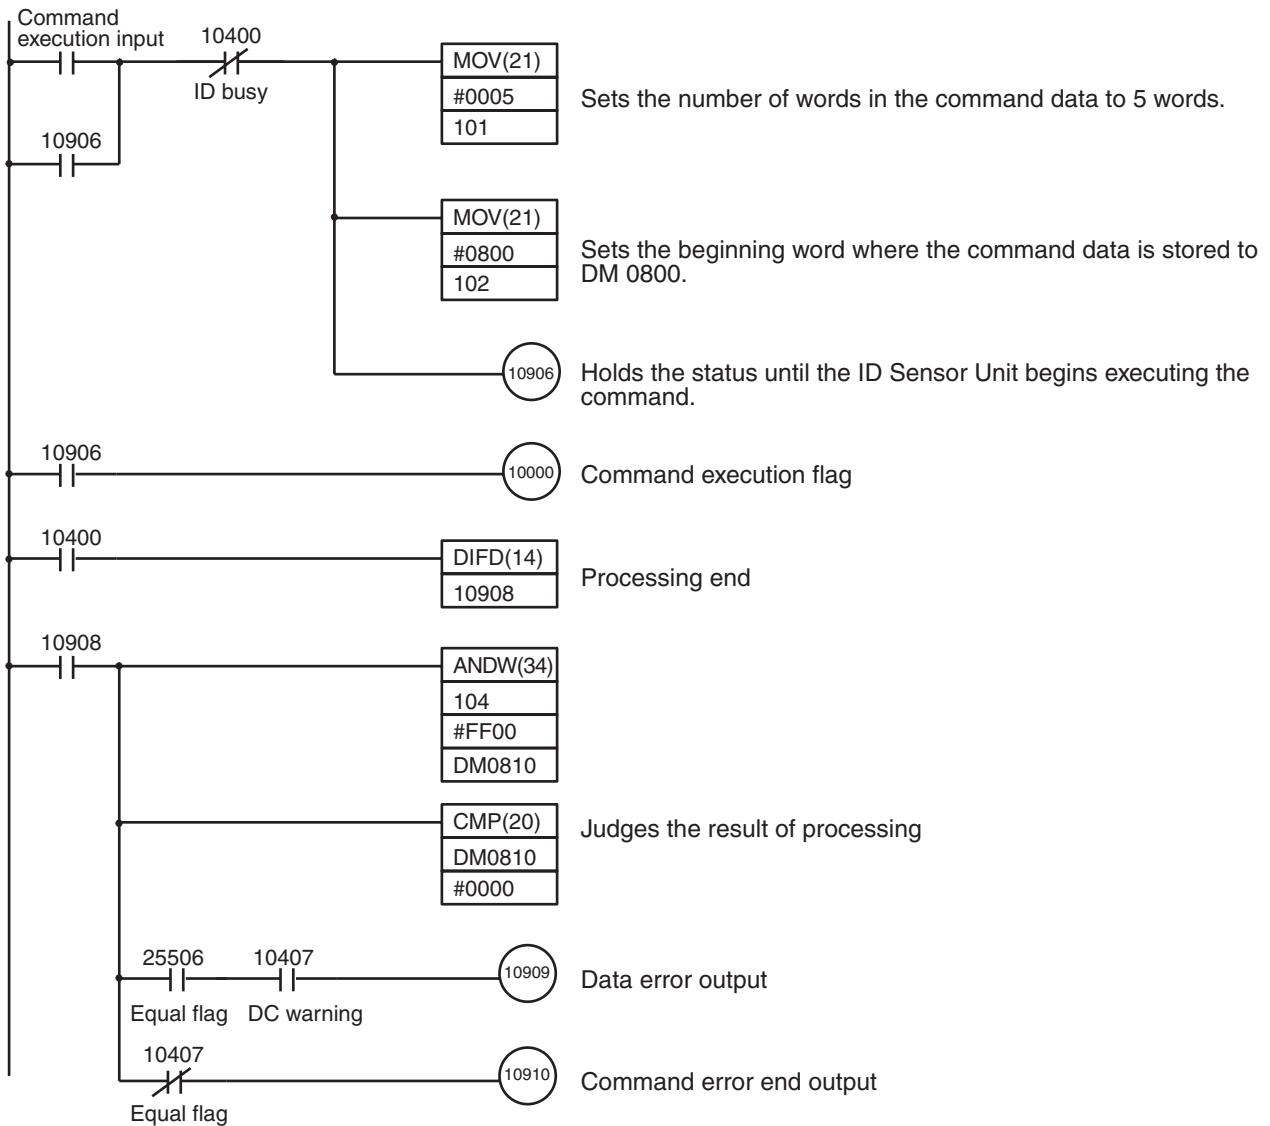 Command
execution input
10400
ID busy
MOV(21)
#0005
101
Sets the number of words in the command data to 5 words.
10906
MOV(21)
#0800
102
Sets the beginning word where the command data is stored to
DM 0800.
10906
Holds the status until the ID Sensor Unit begins executing the
command.
10906
10000
Command execution flag
10400
DIFD(14)
10908
Processing end
10908
ANDW(34)
104
#FF00
DM0810
CMP(20)
DM0810
#0000
Judges the result of processing
25506
Equal flag
10407
DC warning
10909
Data error output
10407
Equal flag
10910
Command error end output